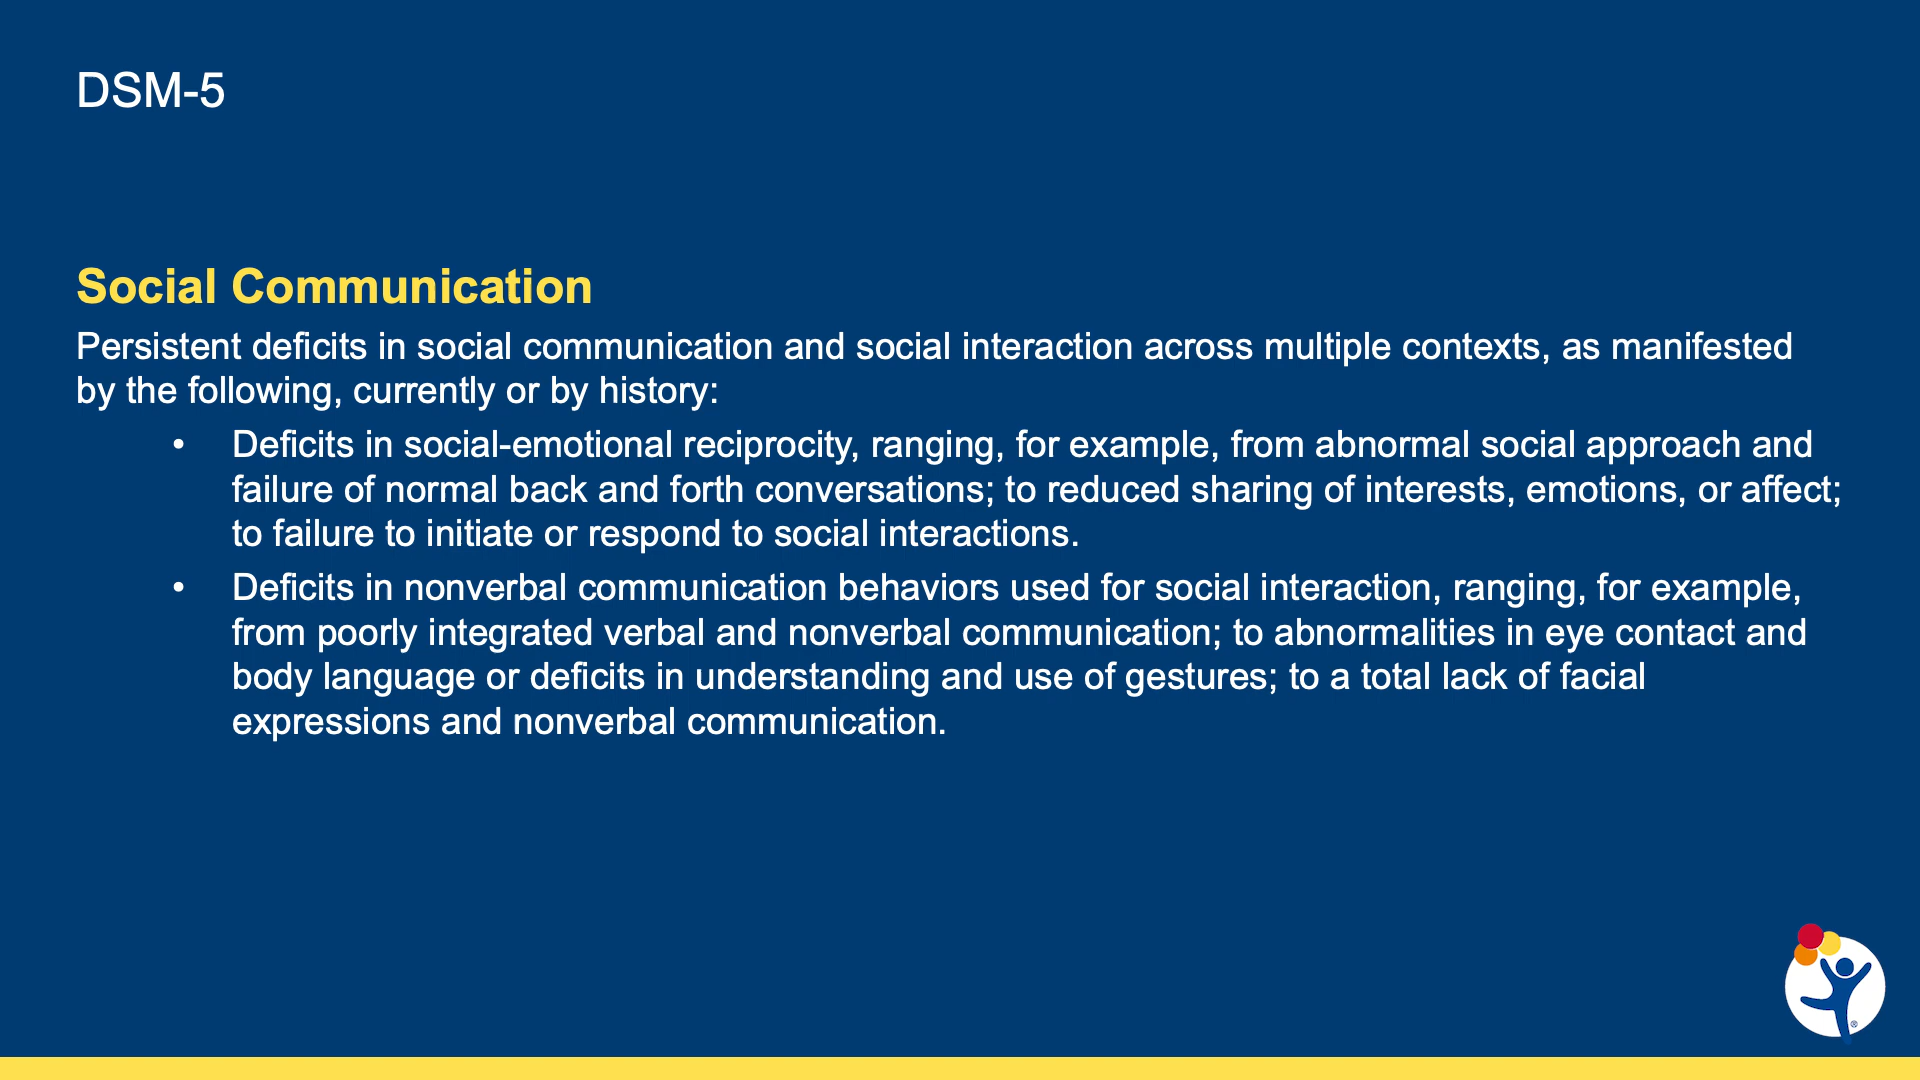 DSM-5
Social Communication
Persistent deficits in social communication and social interaction across multiple contexts, as manifested
by the following, currently or by history:
• Deficits in social-emotional reciprocity, ranging, for example, from abnormal social approach and
failure of normal back and forth conversations; to reduced sharing of interests, emotions, or affect;
to failure to initiate or respond to social interactions.
• Deficits in nonverbal communication behaviors used for social interaction, ranging, for example,
from poorly integrated verbal and nonverbal communication; to abnormalities in eye contact and
body language or deficits in understanding and use of gestures; to a total lack of facial
expressions and nonverbal communication.
®